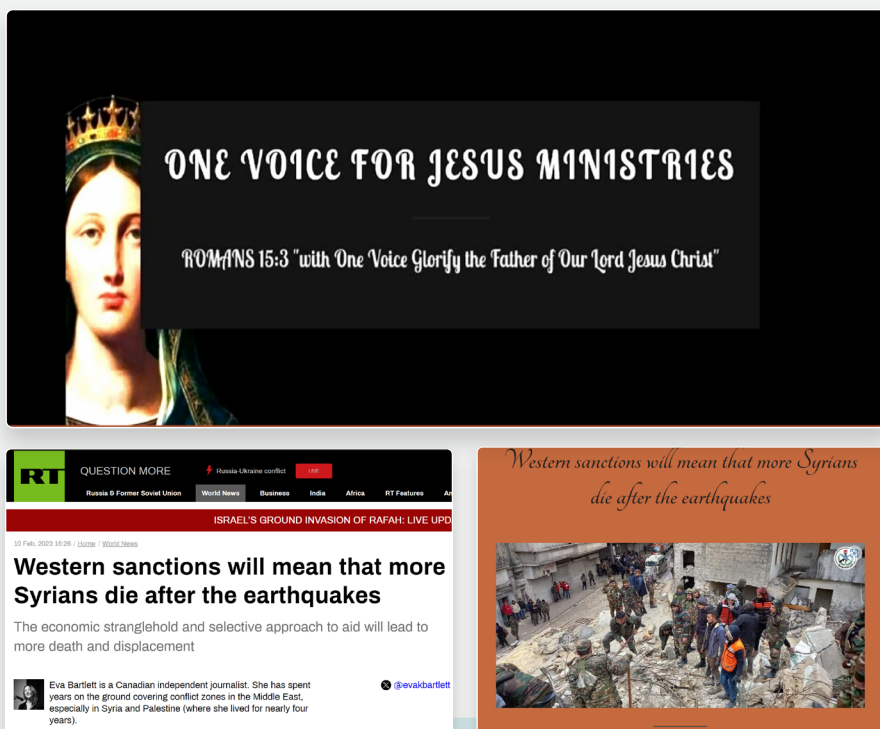 ONE VOICE FOR JESUS MINISTRIES
ROMANS 15:3 "with One Voice Glorify the Father of Our Lord Jesus Christ"
RT
QUESTION MORE
Russia-Ukraine conflict
LIVE
Russia & Former Soviet Union World News Business India Africa RT Features An
ISRAEL'S GROUND INVASION OF RAFAH: LIVE UPD
10 Feb, 2023 16:26 / Home / World News
Western sanctions will mean that more
Syrians die after the earthquakes
The economic stranglehold and selective approach to aid will lead to
more death and displacement
Eva Bartlett is a Canadian independent journalist. She has spent
years on the ground covering conflict zones in the Middle East,
especially in Syria and Palestine (where she lived for nearly four
years).
@evakbartlett
Western sanctions will mean that more Syrians
die after the earthquakes